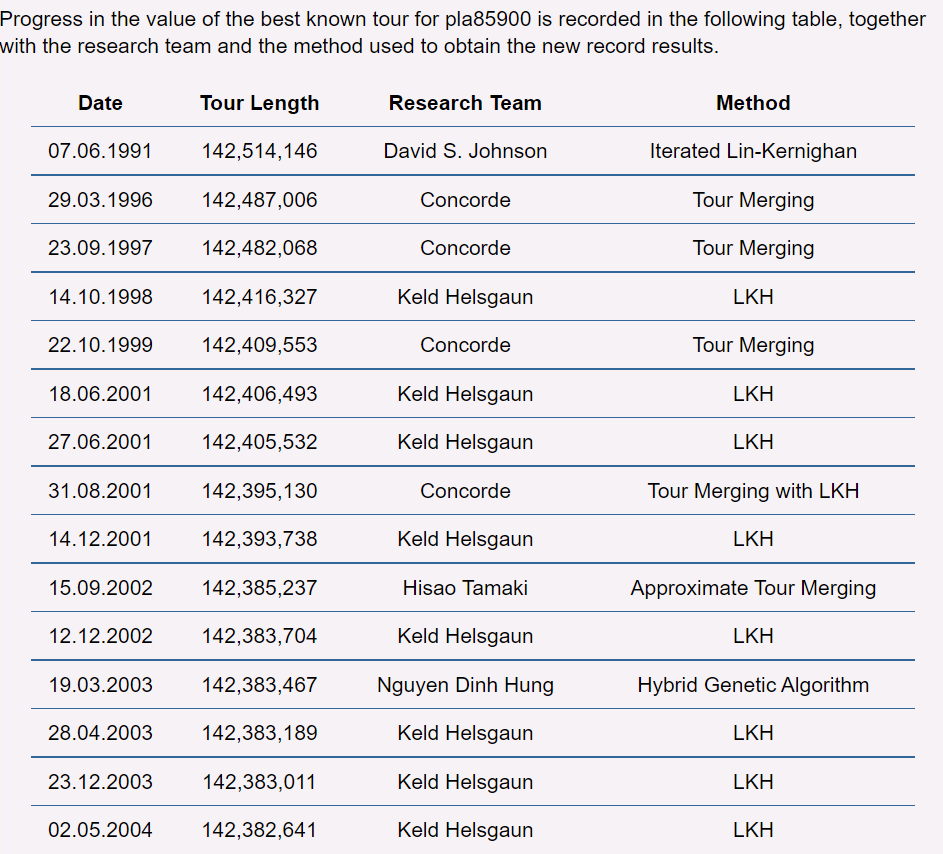 Progress in the value of the best known tour for pla85900 is recorded in the following table, together
with the research team and the method used to obtain the new record results.
Date Tour Length Research Team Method
07.06.1991 142,514,146 David S. Johnson Iterated Lin-Kernighan
29.03.1996 142,487,006 Concorde Tour Merging
23.09.1997 142,482,068 Concorde Tour Merging
14.10.1998 142,416,327 Keld Helsgaun LKH
22.10.1999 142,409,553 Concorde Tour Merging
18.06.2001 142,406,493 Keld Helsgaun LKH
27.06.2001 142,405,532 Keld Helsgaun LKH
31.08.2001 142,395,130 Concorde Tour Merging with LKH
14.12.2001 142,393,738 Keld Helsgaun LKH
15.09.2002 142,385,237 Hisao Tamaki Approximate Tour Merging
12.12.2002 142,383,704 Keld Helsgaun LKH
19.03.2003 142,383,467 Nguyen Dinh Hung Hybrid Genetic Algorithm
28.04.2003 142,383,189 Keld Helsgaun LKH
23.12.2003 142,383,011 Keld Helsgaun LKH
02.05.2004 142,382,641 Keld Helsgaun LKH